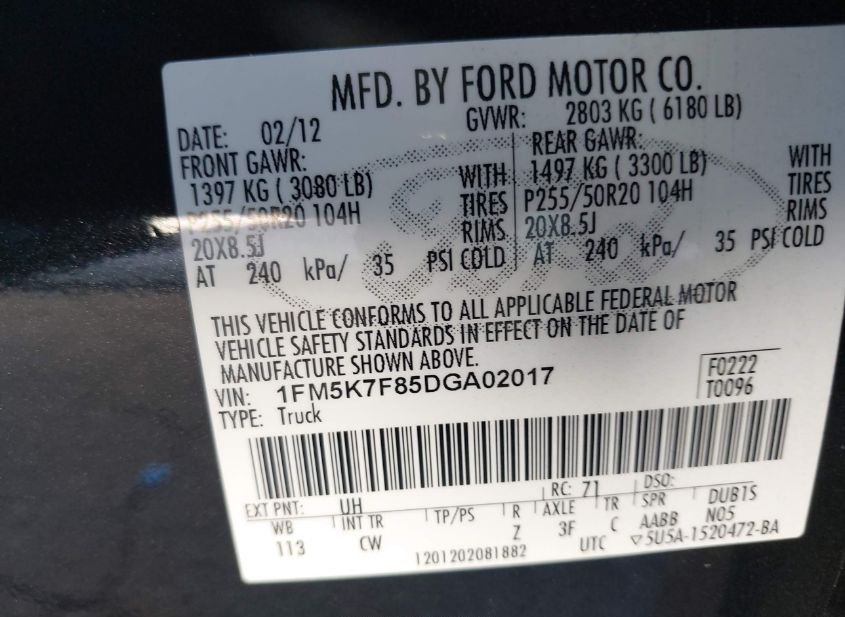 MFD. BY FORD MOTOR CO.
DATE: 02/12 GVWR: 2803 KG ( 6180 LB)
FRONT GAWR: REAR GAWR:
1397 KG ( 3080 LB) WITH 1497 KG ( 3300 LB) WITH
P255/50R20 104H TIRES P255/50R20 104H TIRES
20X8.5J RIMS 20X8.5J RIMS
AT 240 kPa/ 35 PSI COLD AT 240 kPa/ 35 PSI COLD
THIS VEHICLE CONFORMS TO ALL APPLICABLE FEDERAL MOTOR
VEHICLE SAFETY STANDARDS IN EFFECT ON THE DATE OF
MANUFACTURE SHOWN ABOVE.
VIN: 1FM5K7F85DGA02017 F0222
TYPE: Truck T0096
EXT PNT: UH RC: 71 DSO:
WB INT TR TP/PS R AXLE TR SPR DUB1S
113 CW Z 3F C AABB N05
1201202081882 UTC ▽5U5A-1520472-BA